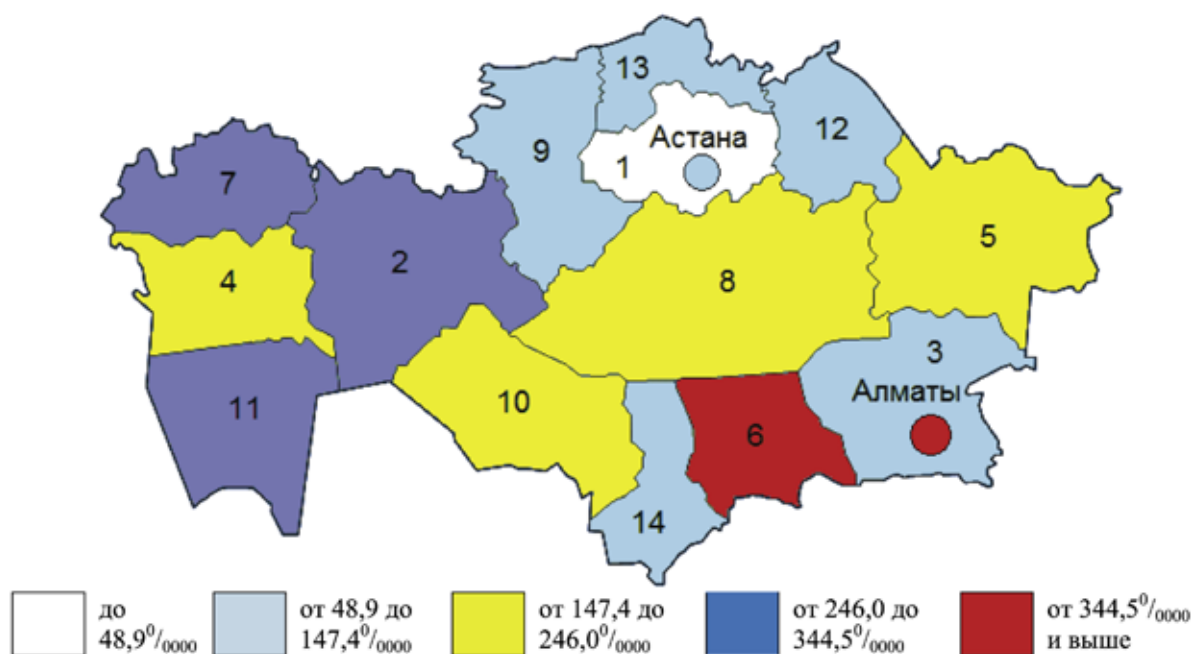 13
Астана
12
9
1
7
5
2
4
8
3
Алматы
10
11
6
14
до
48,9⁰/₀₀₀₀
от 48,9 до
147,4⁰/₀₀₀₀
от 147,4 до
246,0⁰/₀₀₀₀
от 246,0 до
344,5⁰/₀₀₀₀
от 344,5⁰/₀₀₀₀
и выше